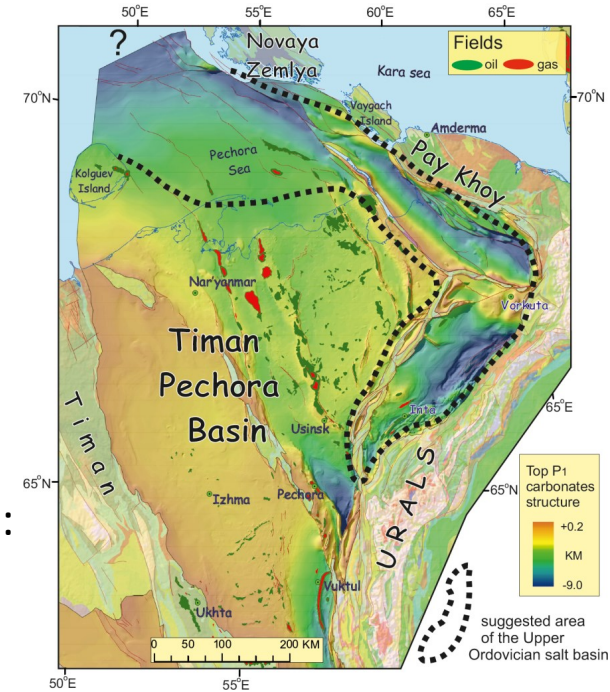 50°E
55°E
60°E
65°E
?
Novaya
Zemlya
Kara sea
Fields
oil
gas
70°N
70°N
Vaygach
Island
Amderma
Pay Khoy
Pechora
Sea
Kolguev
Island
Nar'yanmar
Vorkuta
Timan
Pechora
Basin
Timan
Inta
65°E
Usinsk
URALS
65°N
65°N
Izhma
Pechora
Top P1
carbonates
structure
+0.2
KM
-9.0
Vuktul
Ukhta
suggested area
of the Upper
Ordovician salt basin
0 50 100 200 KM
50°E
55°E
: